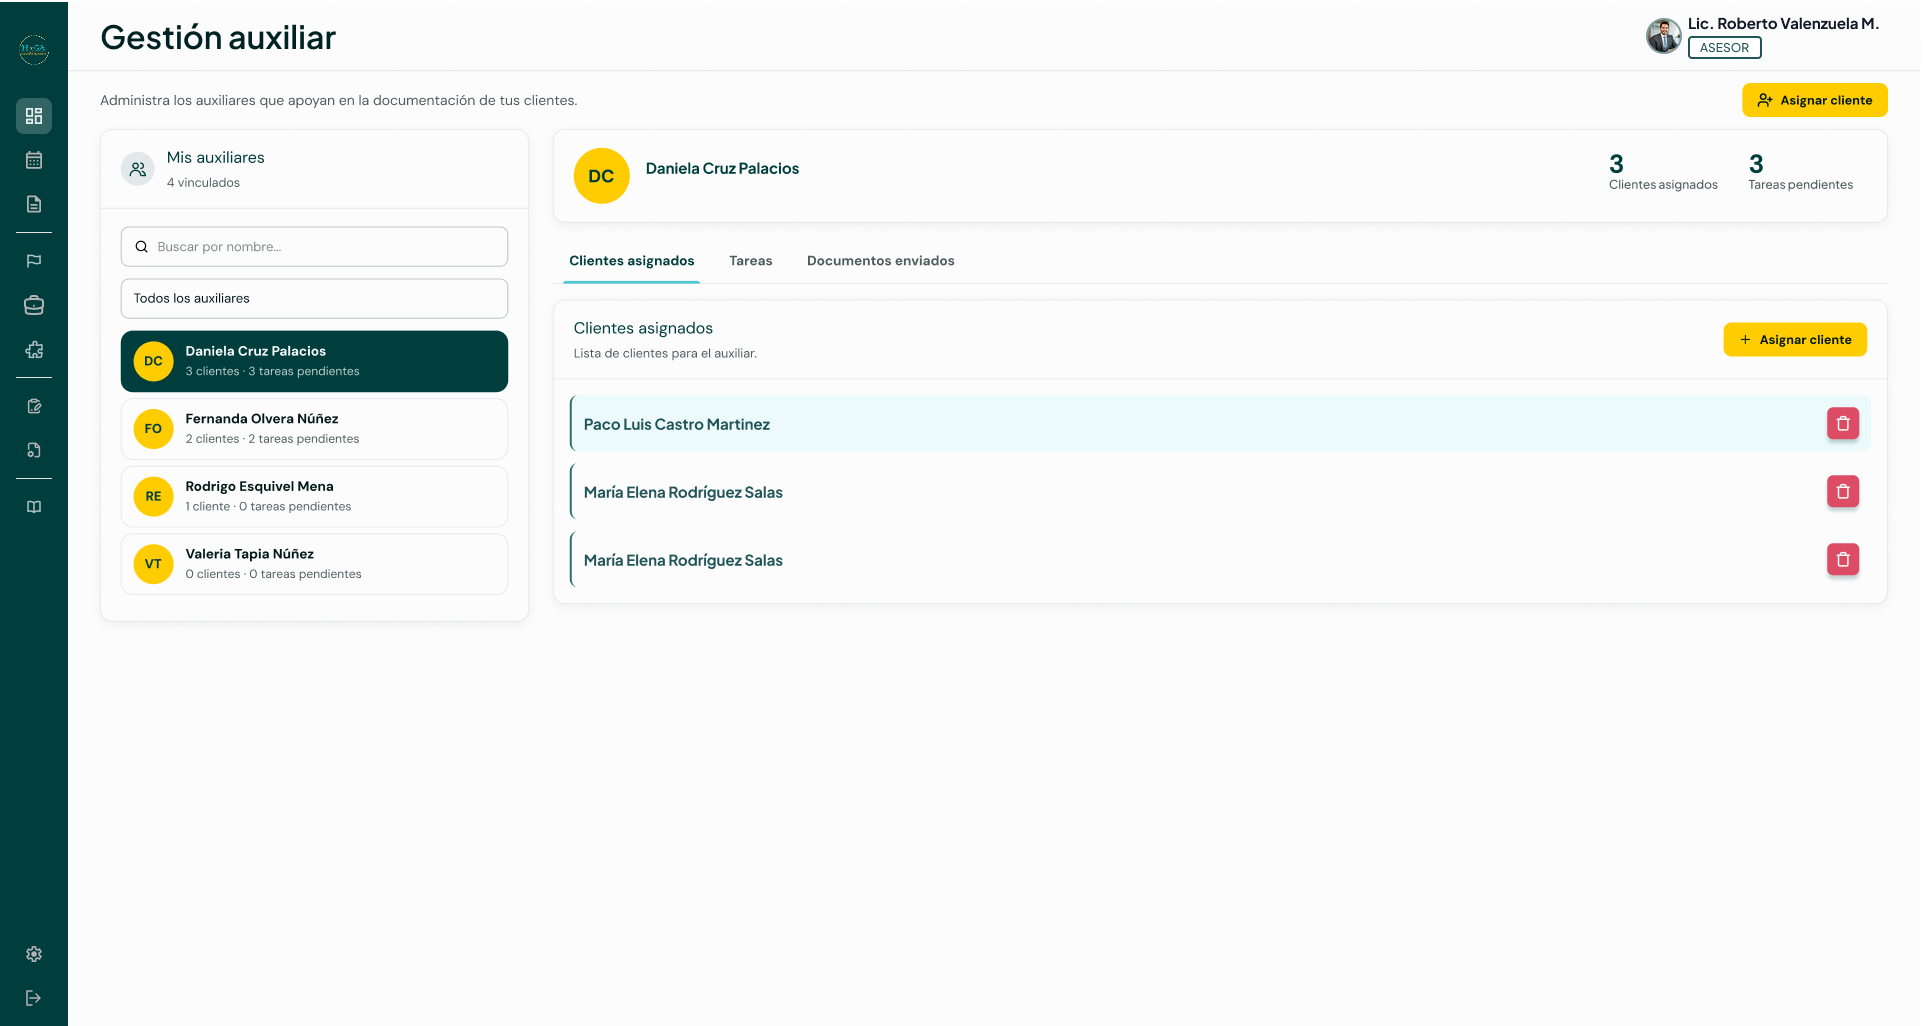 Gestión auxiliar
Lic. Roberto Valenzuela M.
ASESOR
Administra los auxiliares que apoyan en la documentación de tus clientes.
Asignar cliente
Mis auxiliares
4 vinculados
Buscar por nombre...
Todos los auxiliares
DC
Daniela Cruz Palacios
3 clientes · 3 tareas pendientes
FO
Fernanda Olvera Núñez
2 clientes · 2 tareas pendientes
RE
Rodrigo Esquivel Mena
1 cliente · 0 tareas pendientes
VT
Valeria Tapia Núñez
0 clientes · 0 tareas pendientes
DC
Daniela Cruz Palacios
3
Clientes asignados
3
Tareas pendientes
Clientes asignados
Tareas
Documentos enviados
Clientes asignados
Lista de clientes para el auxiliar.
Asignar cliente
Paco Luis Castro Martinez
María Elena Rodríguez Salas
María Elena Rodríguez Salas